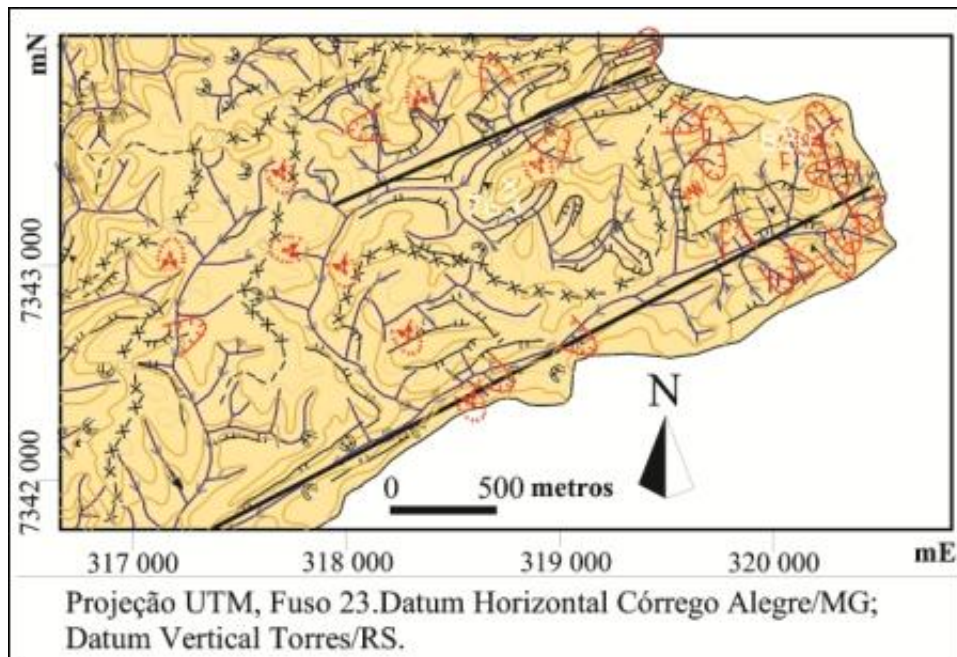 mN
7343 000
7342 000
N
0 500 metros
317 000 318 000 319 000 320 000 mE
Projeção UTM, Fuso 23.Datum Horizontal Córrego Alegre/MG;
Datum Vertical Torres/RS.